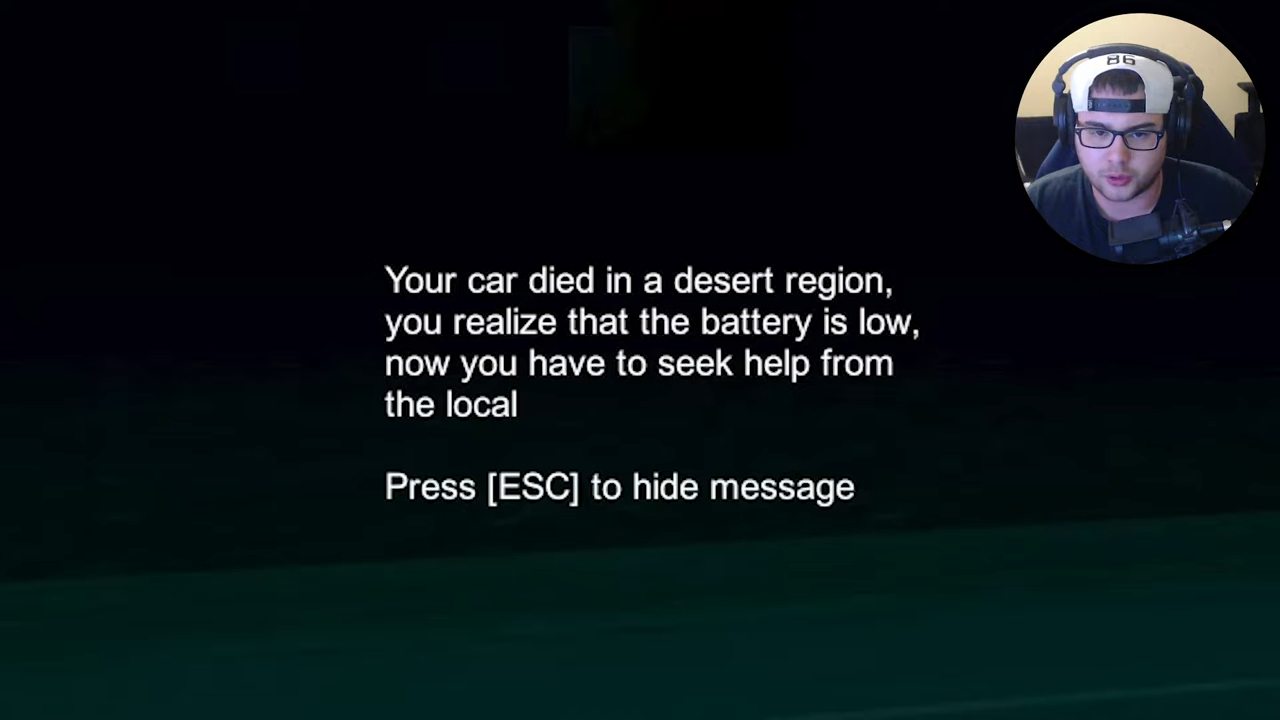 86
Your car died in a desert region,
you realize that the battery is low,
now you have to seek help from
the local
Press [ESC] to hide message